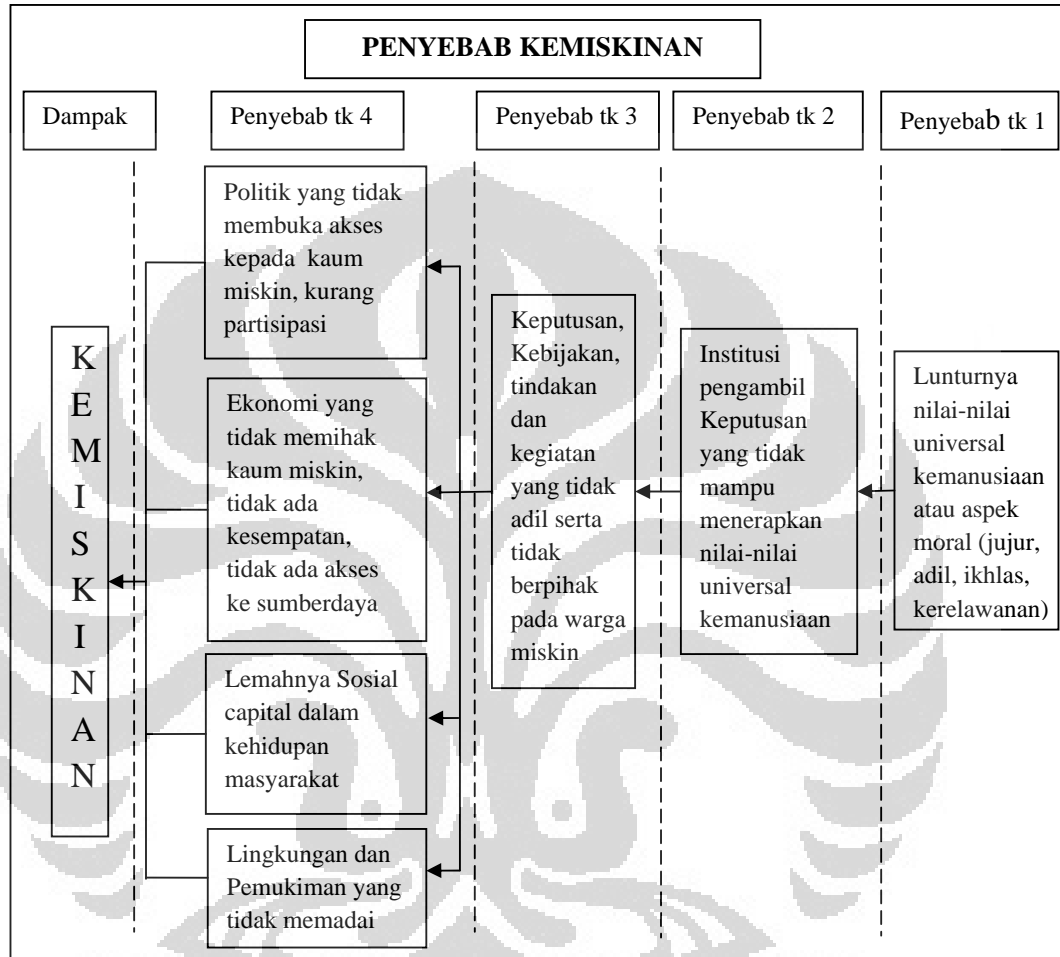 PENYEBAB KEMISKINAN
Dampak
Penyebab tk 4
Penyebab tk 3
Penyebab tk 2
Penyebab tk 1
K
E
M
I
S
K
I
N
A
N
Politik yang tidak
membuka akses
kepada kaum
miskin, kurang
partisipasi
Ekonomi yang
tidak memihak
kaum miskin,
tidak ada
kesempatan,
tidak ada akses
ke sumberdaya
Lemahnya Sosial
capital dalam
kehidupan
masyarakat
Lingkungan dan
Pemukiman yang
tidak memadai
Keputusan,
Kebijakan,
tindakan
dan
kegiatan
yang tidak
adil serta
tidak
berpihak
pada warga
miskin
Institusi
pengambil
Keputusan
yang tidak
mampu
menerapkan
nilai-nilai
universal
kemanusiaan
Lunturnya
nilai-nilai
universal
kemanusiaan
atau aspek
moral (jujur,
adil, ikhlas,
kerelawanan)